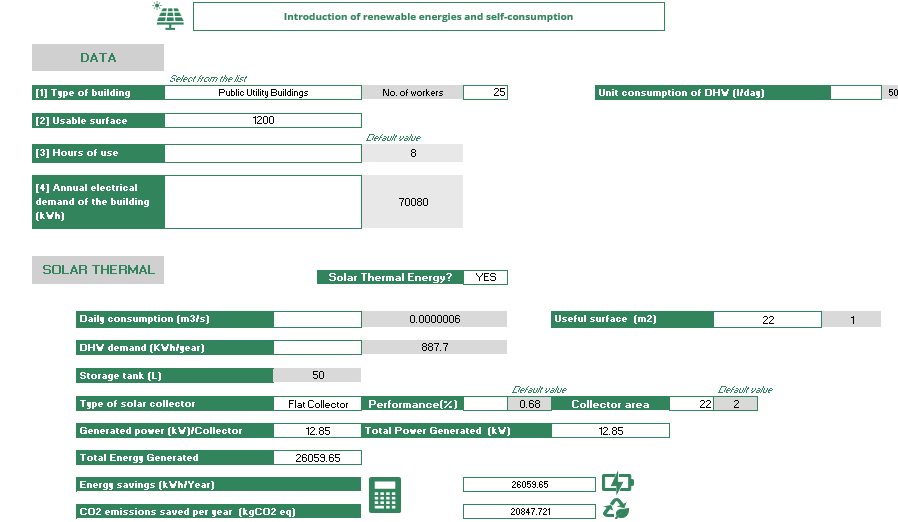 Introduction of renewable energies and self-consumption
DATA
Select from the list
[1] Type of building Public Utility Buildings No. of workers 25 Unit consumption of DHW (l/day) 50
[2] Usable surface 1200
Default value
[3] Hours of use 8
[4] Annual electrical
demand of the building 70080
(kWh)
SOLAR THERMAL
Solar Thermal Energy? YES
Daily consumption (m3/s) 0.0000006 Useful surface (m2) 22 1
DHW demand (KWh/year) 887.7
Storage tank (L) 50
Default value Default value
Type of solar collector Flat Collector Performance(%) 0.68 Collector area 22 2
Generated power (kW)/Collector 12.85 Total Power Generated (kW) 12.85
Total Energy Generated 26059.65
Energy savings (kWh/Year) 26059.65
CO2 emissions saved per year (kgCO2 eq) 20847.721